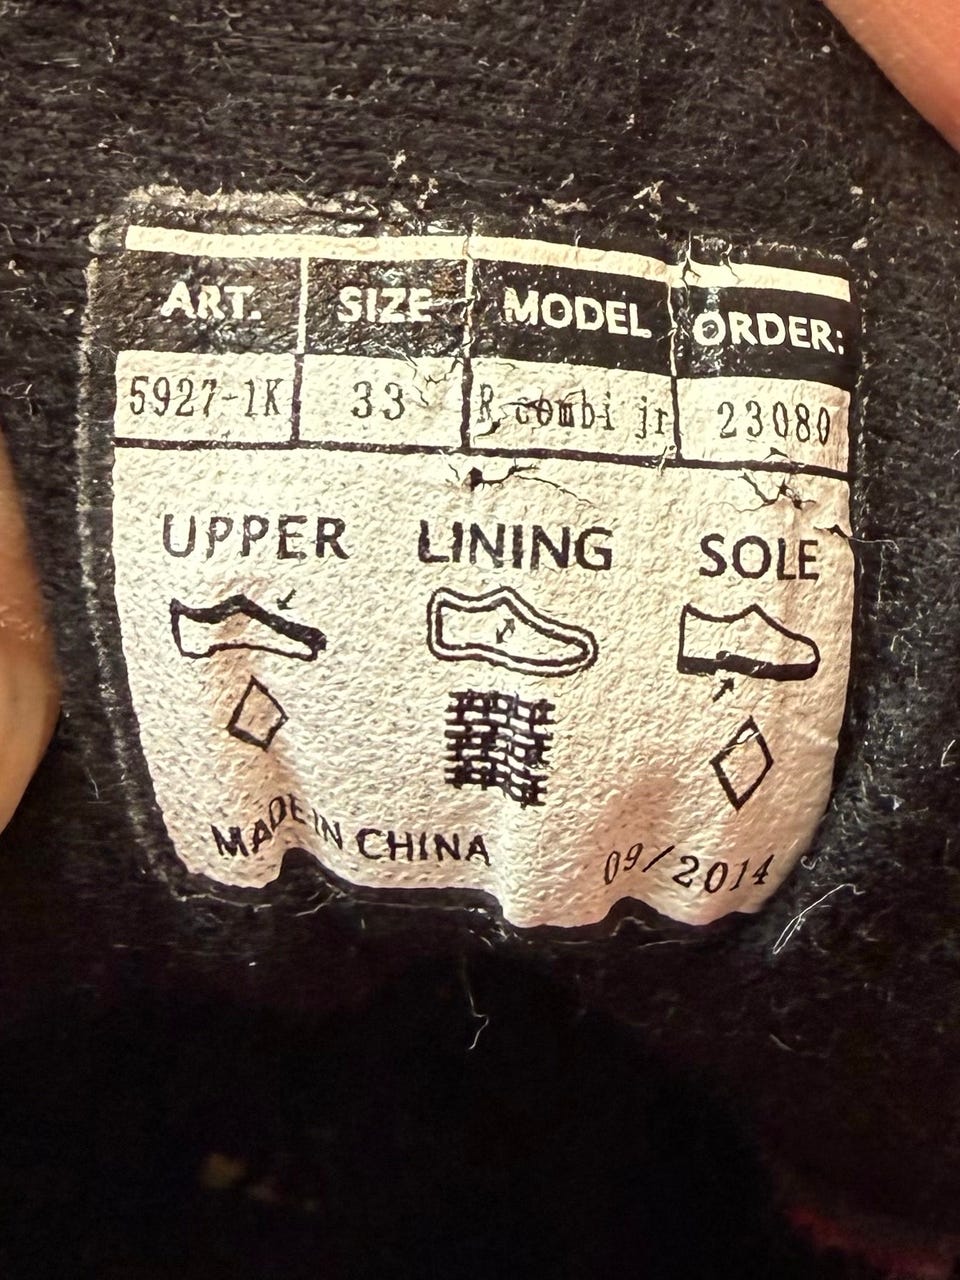 ART. SIZE MODEL ORDER:
5927-1K 33 R combi jr 23080
UPPER LINING SOLE
MADE IN CHINA 09/2014